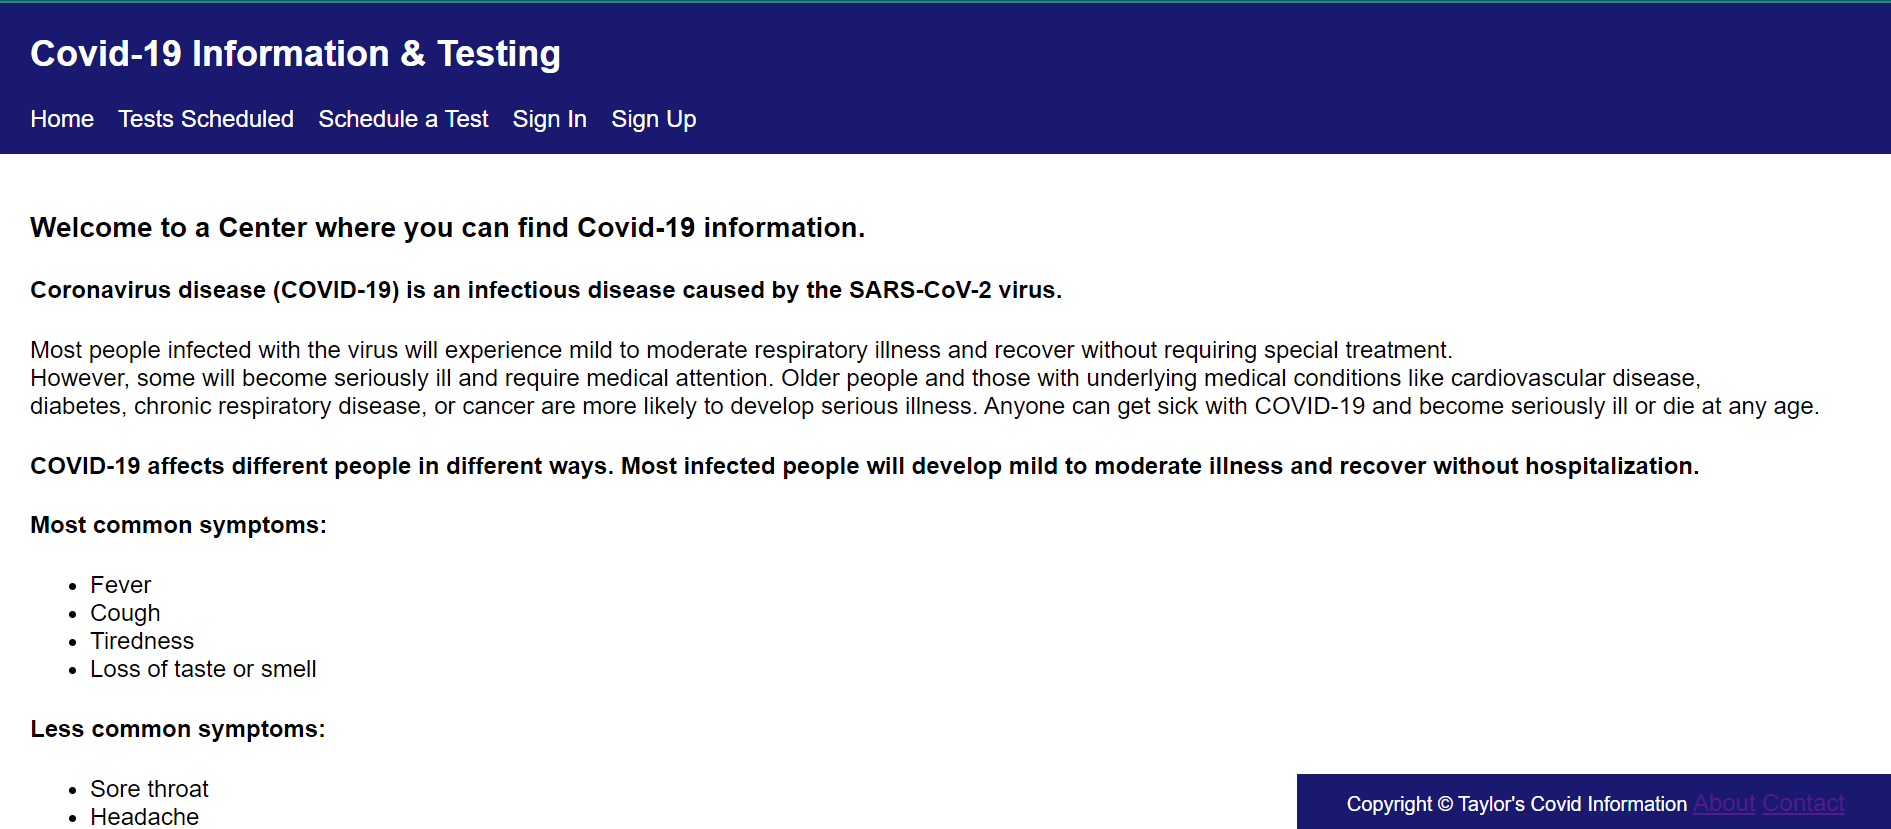 Covid-19 Information & Testing
Home Tests Scheduled Schedule a Test Sign In Sign Up
Welcome to a Center where you can find Covid-19 information.
Coronavirus disease (COVID-19) is an infectious disease caused by the SARS-CoV-2 virus.
Most people infected with the virus will experience mild to moderate respiratory illness and recover without requiring special treatment.
However, some will become seriously ill and require medical attention. Older people and those with underlying medical conditions like cardiovascular disease,
diabetes, chronic respiratory disease, or cancer are more likely to develop serious illness. Anyone can get sick with COVID-19 and become seriously ill or die at any age.
COVID-19 affects different people in different ways. Most infected people will develop mild to moderate illness and recover without hospitalization.
Most common symptoms:
• Fever
• Cough
• Tiredness
• Loss of taste or smell
Less common symptoms:
• Sore throat
• Headache
Copyright © Taylor's Covid Information About Contact